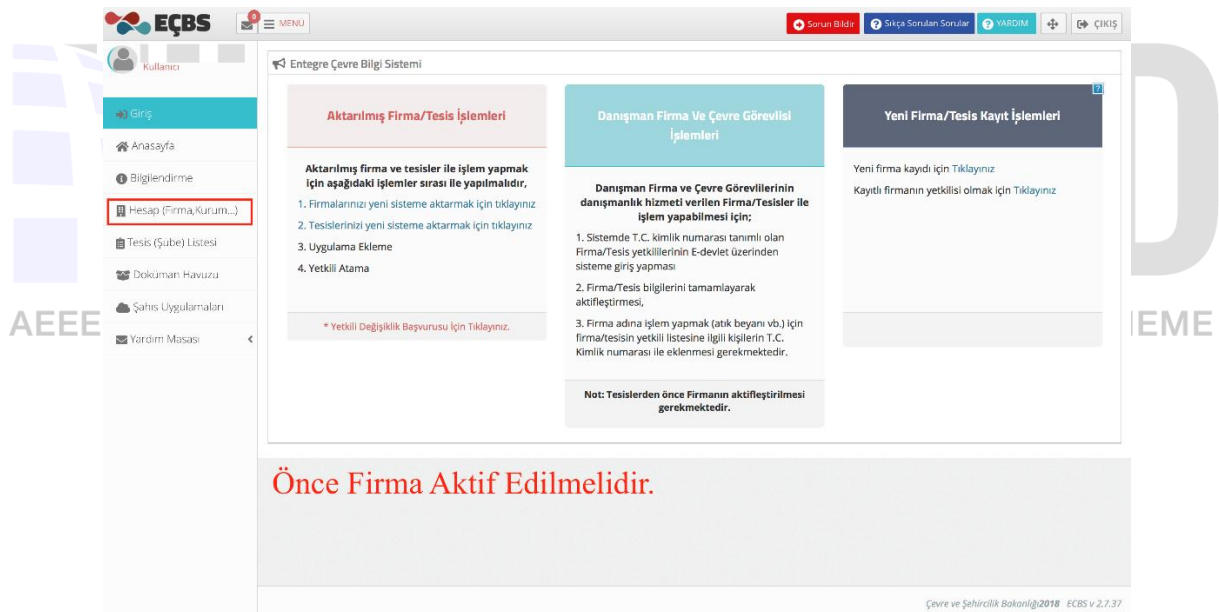 EÇBS
0
MENU
Sorun Bildir
Sıkça Sorulan Sorular
YARDIM
ÇIKIŞ
Kullanıcı
Giriş
Anasayfa
Bilgilendirme
Hesap (Firma,Kurum,..)
Tesis (Şube) Listesi
Doküman Havuzu
Şahıs Uygulamaları
Yardım Masası
Entegre Çevre Bilgi Sistemi
Aktarılmış Firma/Tesis İşlemleri
Aktarılmış firma ve tesisler ile işlem yapmak
için aşağıdaki işlemler sırası ile yapılmalıdır,
1. Firmalarınızı yeni sisteme aktarmak için tıklayınız
2. Tesislerinizi yeni sisteme aktarmak için tıklayınız
3. Uygulama Ekleme
4. Yetkili Atama
* Yetkili Değişiklik Başvurusu İçin Tıklayınız.
Danışman Firma Ve Çevre Görevlisi
İşlemleri
Danışman Firma ve Çevre Görevlilerinin
danışmanlık hizmeti verilen Firma/Tesisler ile
işlem yapabilmesi için;
1. Sistemde T.C. kimlik numarası tanımlı olan
Firma/Tesis yetkililerinin E-devlet üzerinden
sisteme giriş yapması
2. Firma/Tesis bilgilerini tamamlayarak
aktifleştirmesi,
3. Firma adına işlem yapmak (atık beyanı vb.) için
firma/tesisin yetkili listesine ilgili kişilerin T.C.
Kimlik numarası ile eklenmesi gerekmektedir.
Not: Tesislerden önce Firmanın aktifleştirilmesi
gerekmektedir.
?
Yeni Firma/Tesis Kayıt İşlemleri
Yeni firma kayıdı için Tıklayınız
Kayıtlı firmanın yetkilisi olmak için Tıklayınız
Önce Firma Aktif Edilmelidir.
Çevre ve Şehircilik Bakanlığı2018 ECBS v 2.7.37
AEEE
EME